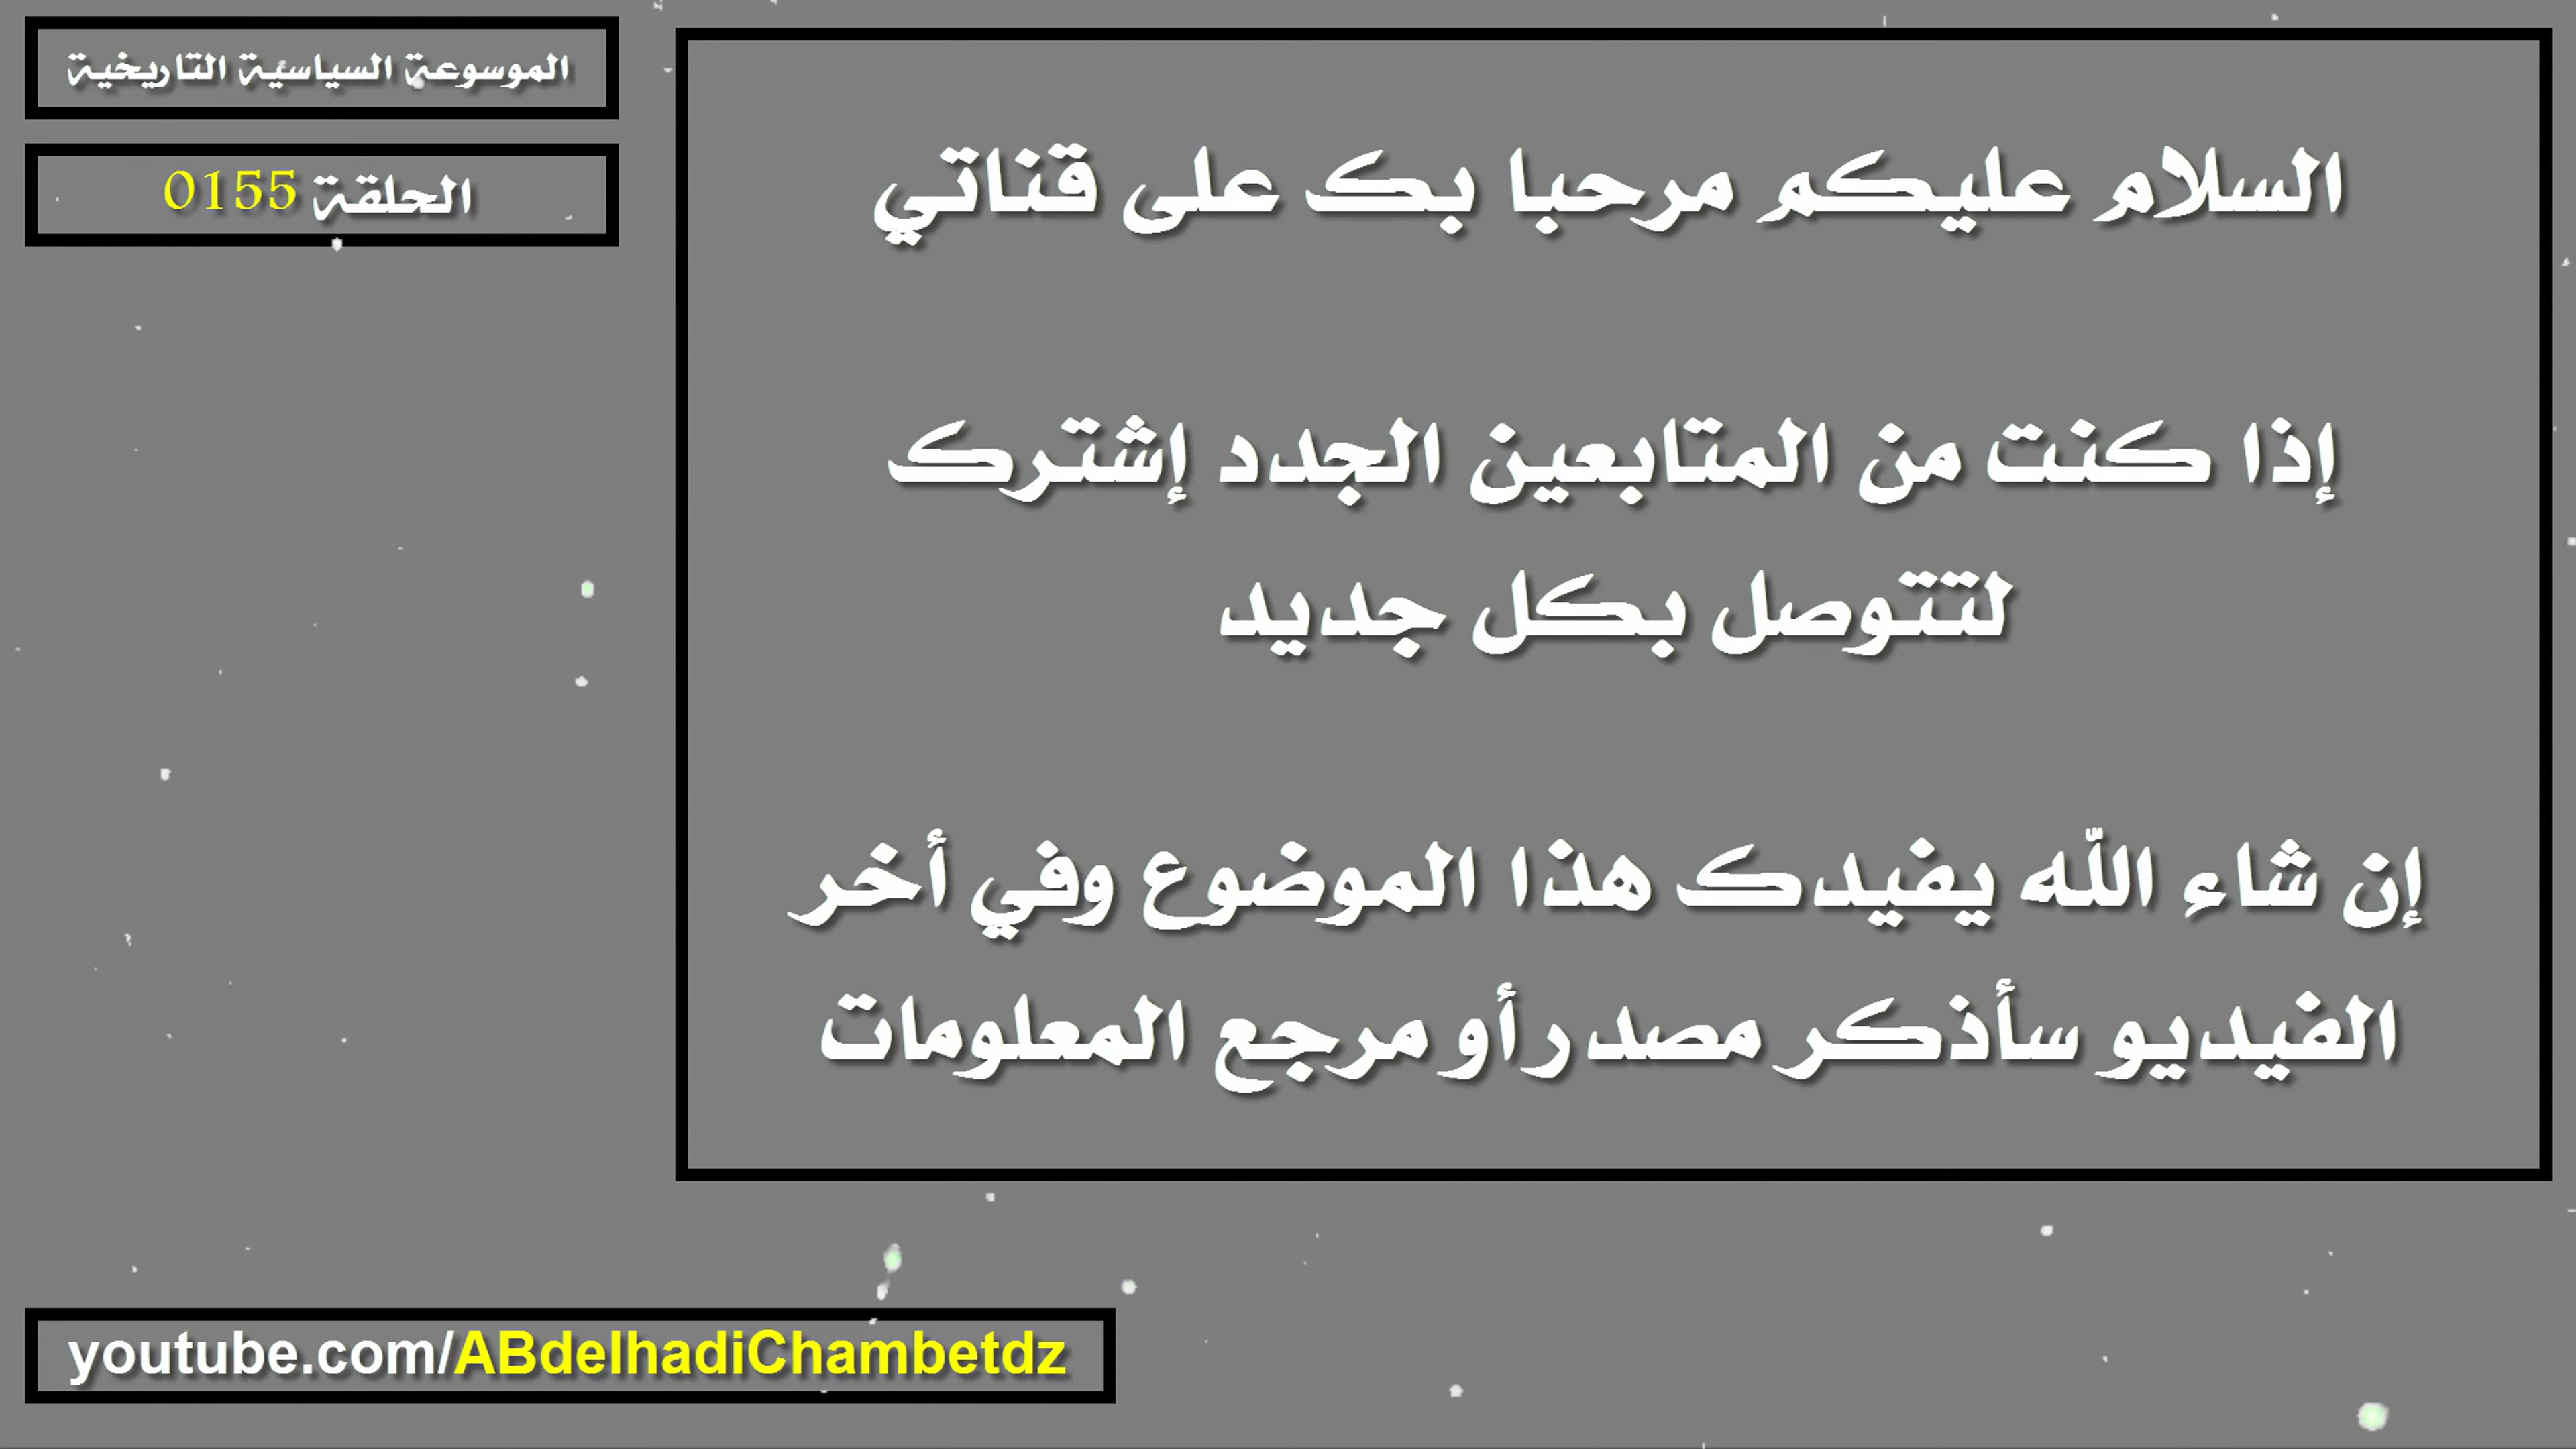 الموسوعة السياسية التاريخية
الحلقة 0155
السلام عليكم مرحبا بك على قناتي
إذا كنت من المتابعين الجدد إشترك
لتتوصل بكل جديد
إن شاء الله يفيدك هذا الموضوع وفي أخر
الفيديو سأذكر مصدر أو مرجع المعلومات
youtube.com/ABdelhadiChambetdz